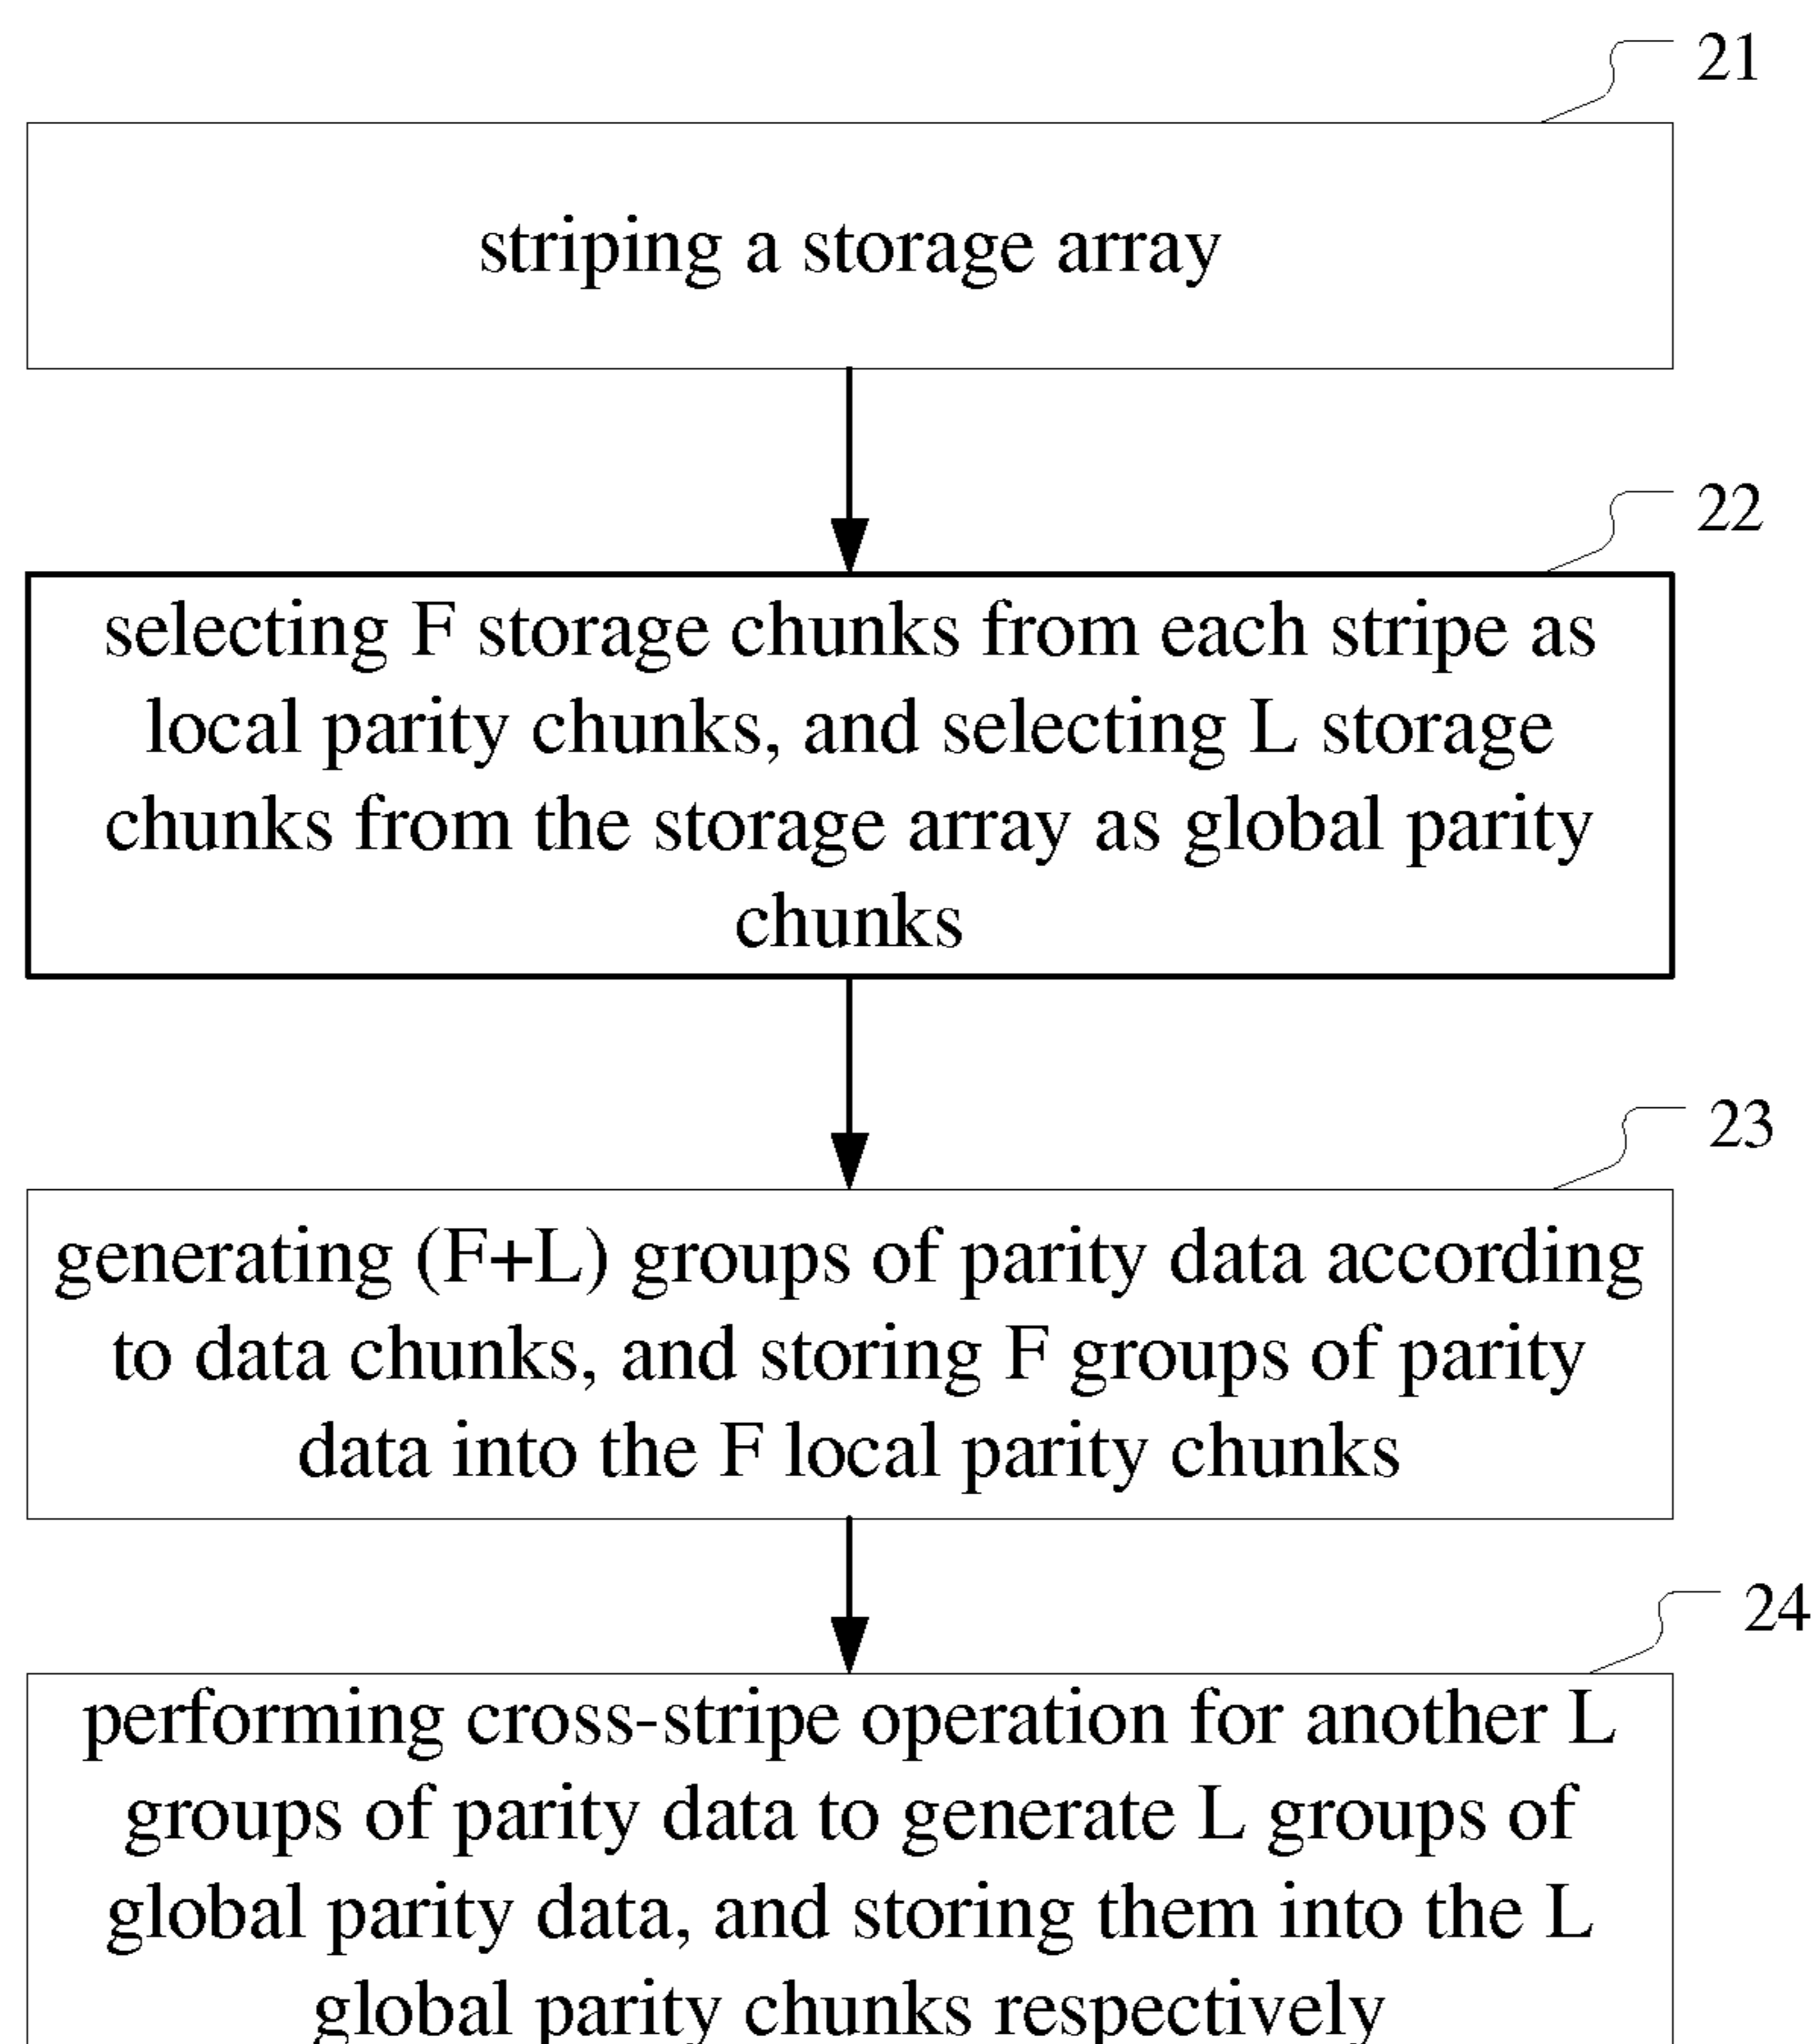 21
striping a storage array
22
selecting F storage chunks from each stripe as
local parity chunks, and selecting L storage
chunks from the storage array as global parity
chunks
23
generating (F+L) groups of parity data according
to data chunks, and storing F groups of parity
data into the F local parity chunks
24
performing cross-stripe operation for another L
groups of parity data to generate L groups of
global parity data, and storing them into the L
global parity chunks respectively